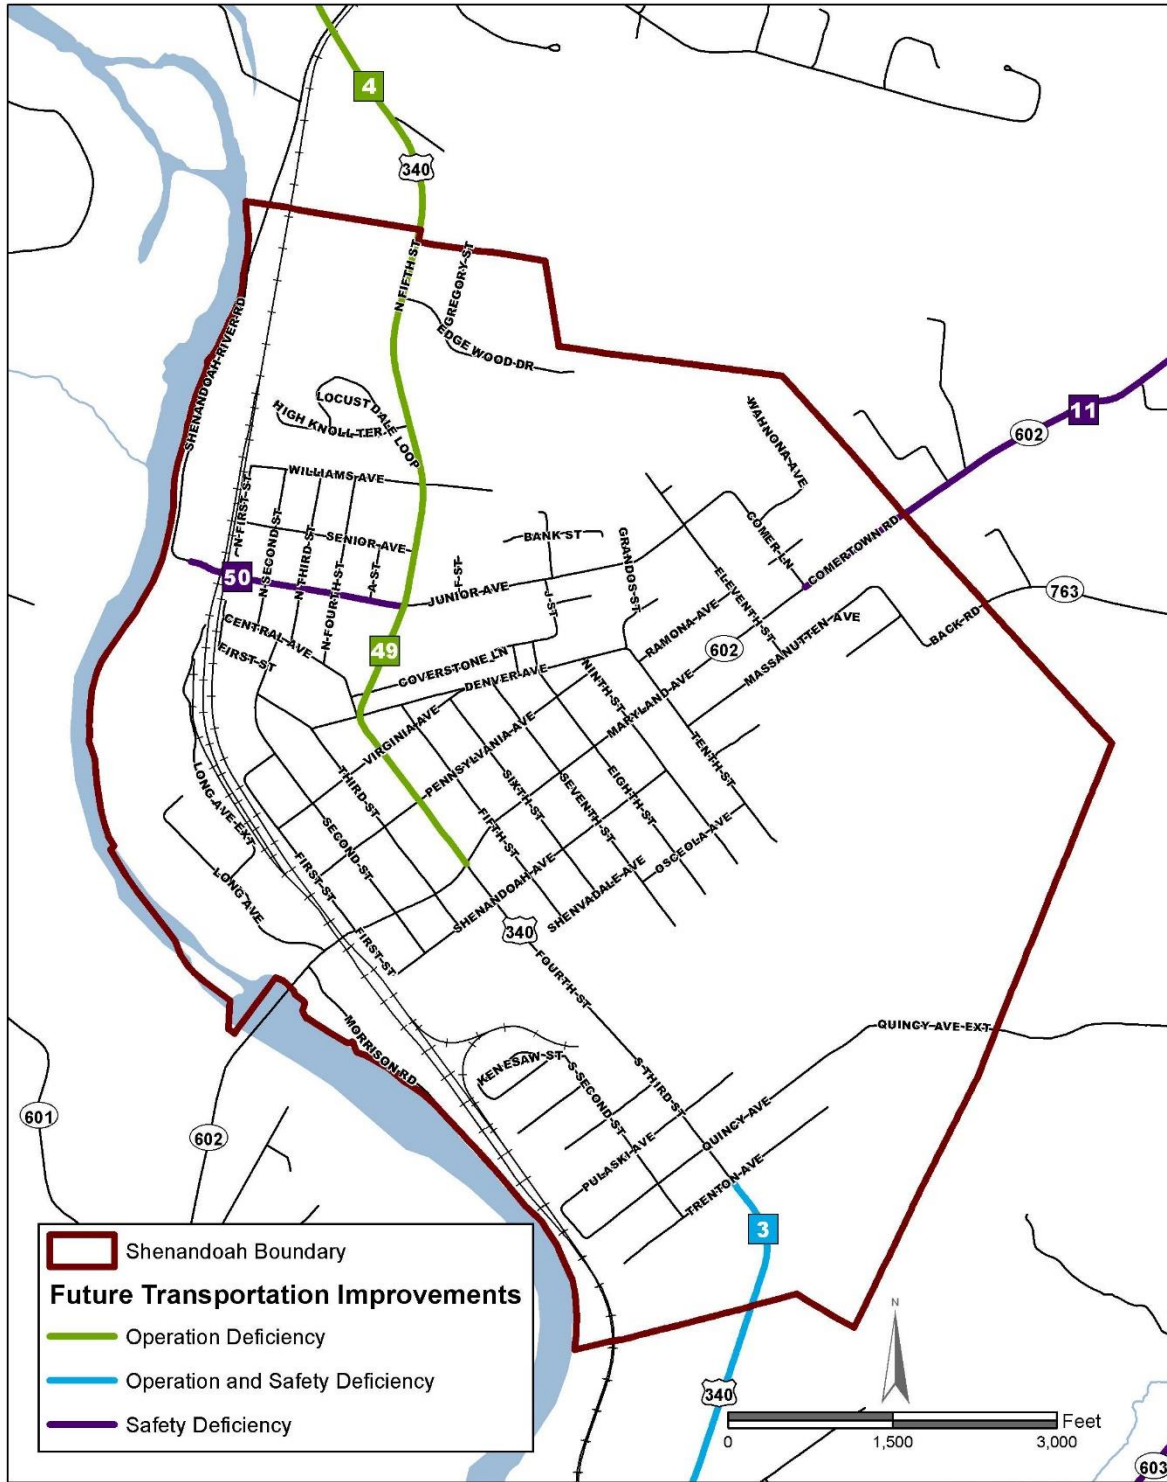 4
340
N FIFTH ST
GREGORY ST
EDGE WOOD DR
SHENANDOAH RIVER RD
LOCUST DALE LOOP
HIGH KNOLL TER
WAHNONA AVE
11
602
WILLIAMS AVE
N FIRST ST
SENIOR AVE
BANK ST
GRANDOS ST
COMER LN
COMERTOWN RD
N SECOND ST
N THIRD ST
N FOURTH ST
A ST
F ST
J ST
ELEVENTH ST
50
JUNIOR AVE
763
BACK RD
CENTRAL AVE
FIRST ST
49
COVERSTONE LN
DENVER AVE
RAMONA AVE
602
MASSANUTTEN AVE
NINTH ST
MARYLAND AVE
VIRGINIA AVE
PENNSYLVANIA AVE
TENTH ST
LONG AVE EXT
THIRD ST
SIXTH ST
SEVENTH ST
EIGHTH ST
SECOND ST
FIFTH ST
OSCEOLA AVE
LONG AVE
FIRST ST
SHENANDOAH AVE
SHENVADALE AVE
340
FIRST ST
FOURTH ST
MORRISON RD
QUINCY AVE EXT
KENESAW ST
S SECOND ST
S THIRD ST
601
602
PULASKI AVE
QUINCY AVE
TRENTON AVE
3
Shenandoah Boundary
Future Transportation Improvements
Operation Deficiency
Operation and Safety Deficiency
Safety Deficiency
N
340
Feet
0 1,500 3,000
603